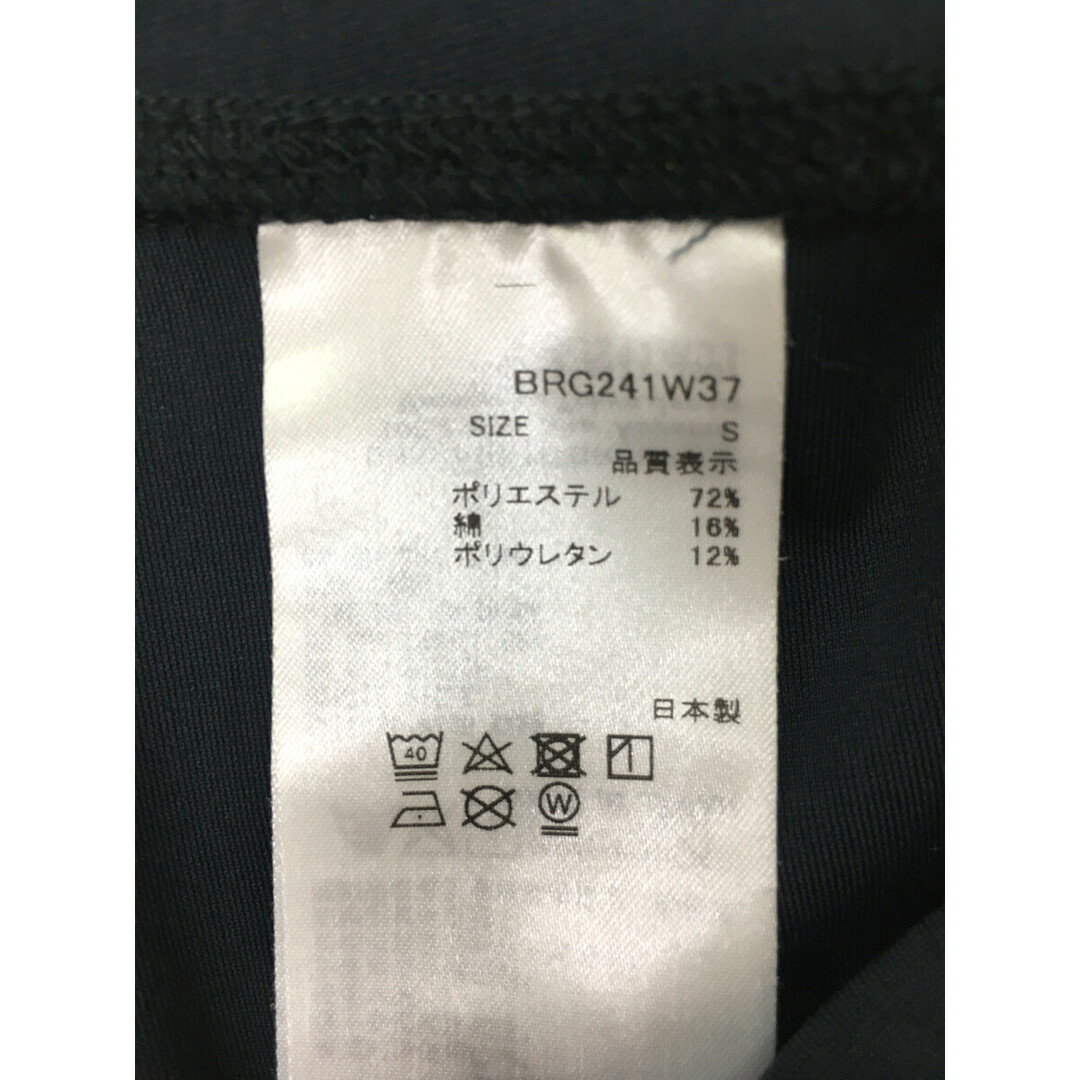 BRG241W37
SIZE S
品質表示
ポリエステル 72%
綿 16%
ポリウレタン 12%
日本製
40
W